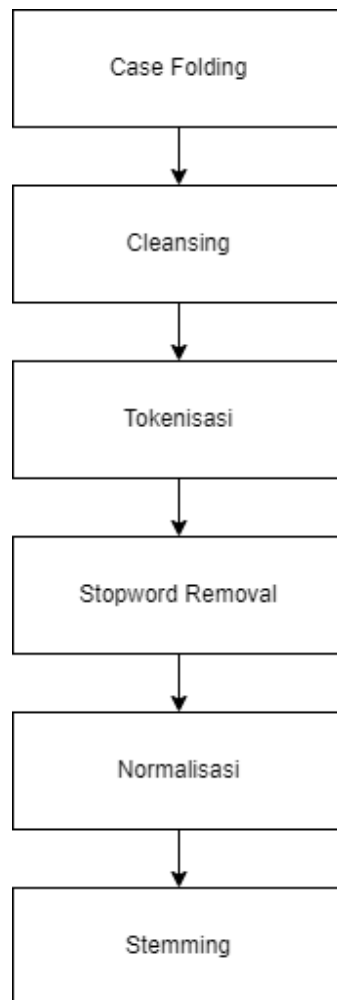 Case Folding
Cleansing
Tokenisasi
Stopword Removal
Normalisasi
Stemming